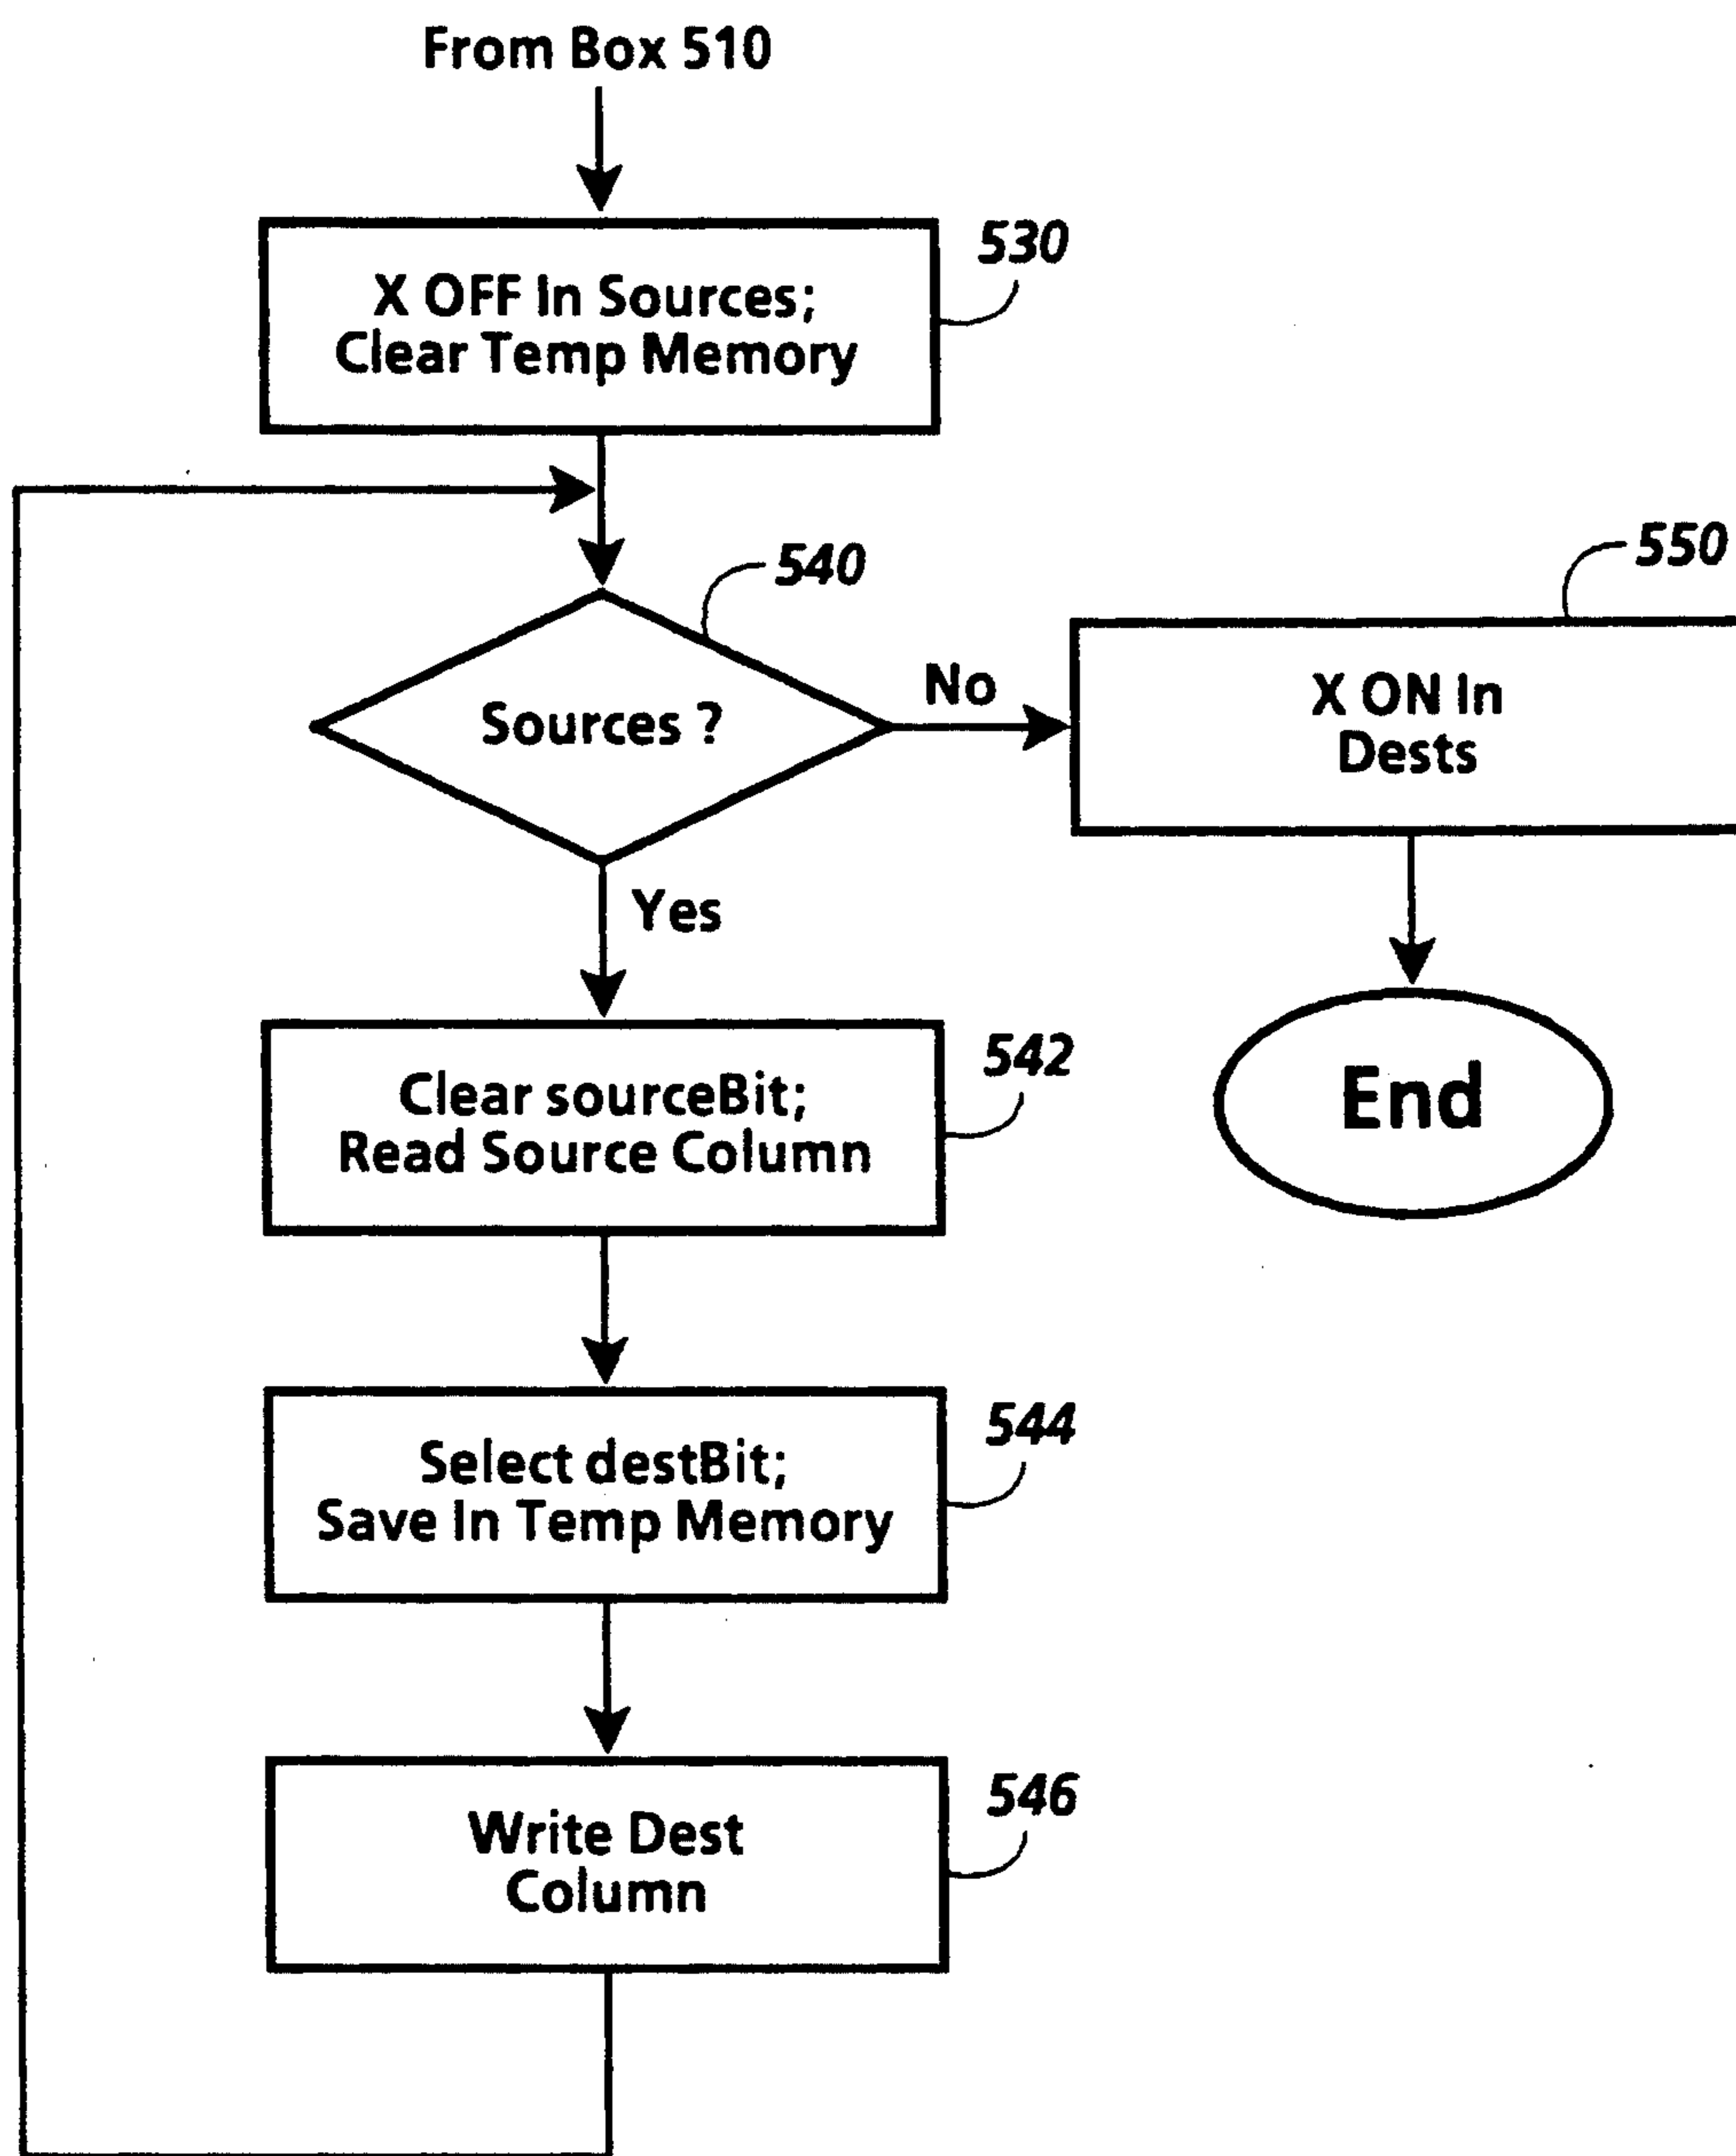 From Box 510
530
X OFF In Sources;
Clear Temp Memory
540
550
Sources ?
No
X ON In
Dests
Yes
542
Clear sourceBit;
Read Source Column
End
544
Select destBit;
Save In Temp Memory
546
Write Dest
Column